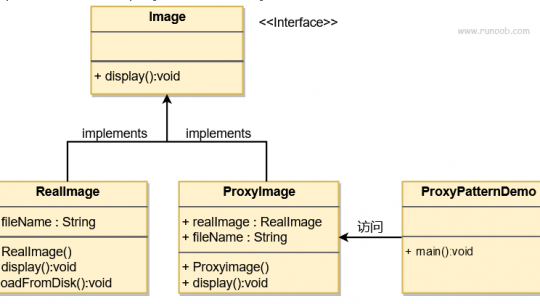 Image
<<Interface>>
www.runoob.com
+ display():void
implements
implements
RealImage
fileName : String
RealImage()
display():void
oadFromDisk():void
ProxyImage
+ realImage : RealImage
+ fileName : String
+ Proxyimage()
+ display():void
访问
ProxyPatternDemo
+ main():void